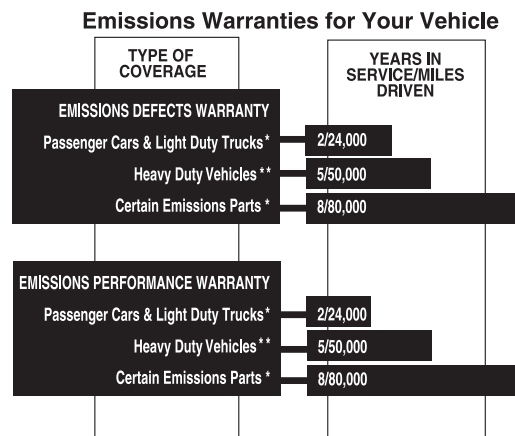 Emissions Warranties for Your Vehicle
TYPE OF
COVERAGE
YEARS IN
SERVICE/MILES
DRIVEN
EMISSIONS DEFECTS WARRANTY
Passenger Cars & Light Duty Trucks* 2/24,000
Heavy Duty Vehicles** 5/50,000
Certain Emissions Parts * 8/80,000
EMISSIONS PERFORMANCE WARRANTY
Passenger Cars & Light Duty Trucks* 2/24,000
Heavy Duty Vehicles** 5/50,000
Certain Emissions Parts * 8/80,000